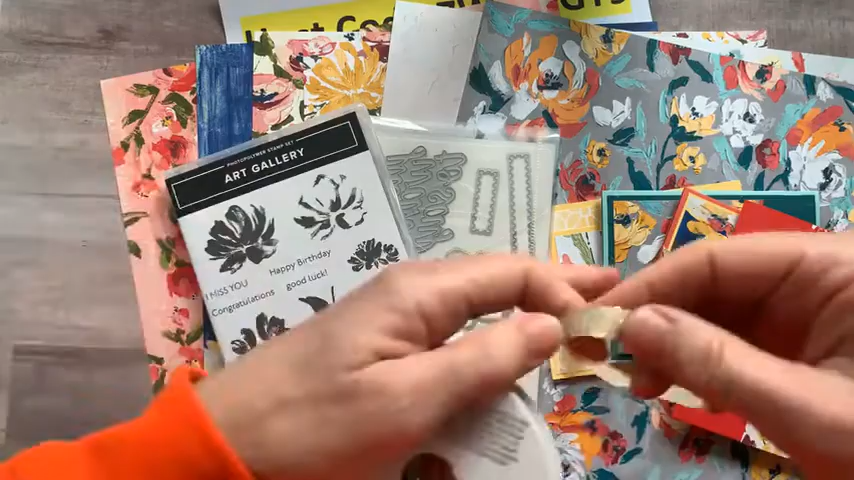 PHOTOPOLYMER STAMP SET
ART GALLERY
I MISS YOU
Happy Birthday
Congratulations
Good Luck!